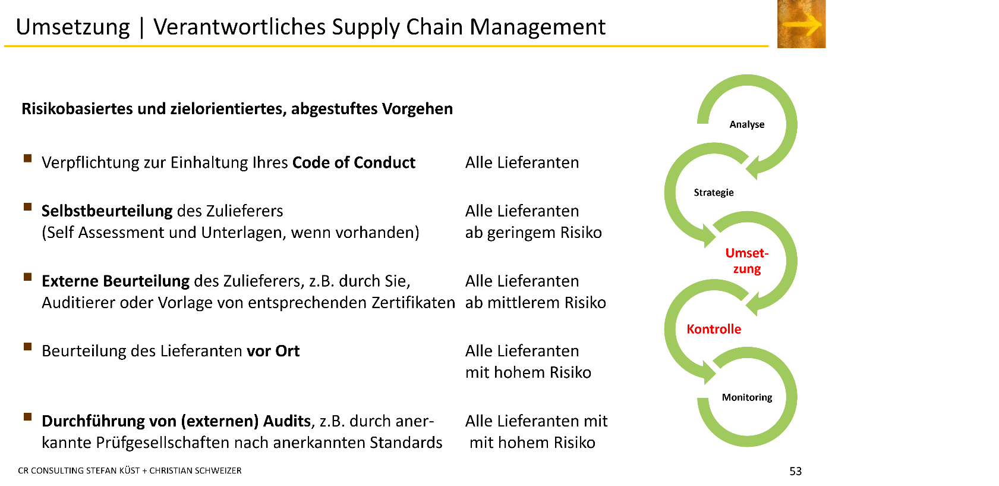 Umsetzung | Verantwortliches Supply Chain Management
Risikobasiertes und zielorientiertes, abgestuftes Vorgehen
Verpflichtung zur Einhaltung Ihres Code of Conduct
Alle Lieferanten
Selbstbeurteilung des Zulieferers
(Self Assessment und Unterlagen, wenn vorhanden)
Alle Lieferanten
ab geringem Risiko
Externe Beurteilung des Zulieferers, z.B. durch Sie,
Auditierer oder Vorlage von entsprechenden Zertifikaten
Alle Lieferanten
ab mittlerem Risiko
Beurteilung des Lieferanten vor Ort
Alle Lieferanten
mit hohem Risiko
Durchführung von (externen) Audits, z.B. durch aner-
kannte Prüfgesellschaften nach anerkannten Standards
Alle Lieferanten mit
mit hohem Risiko
Analyse
Strategie
Umset-
zung
Kontrolle
Monitoring
CR CONSULTING STEFAN KÜST + CHRISTIAN SCHWEIZER
53